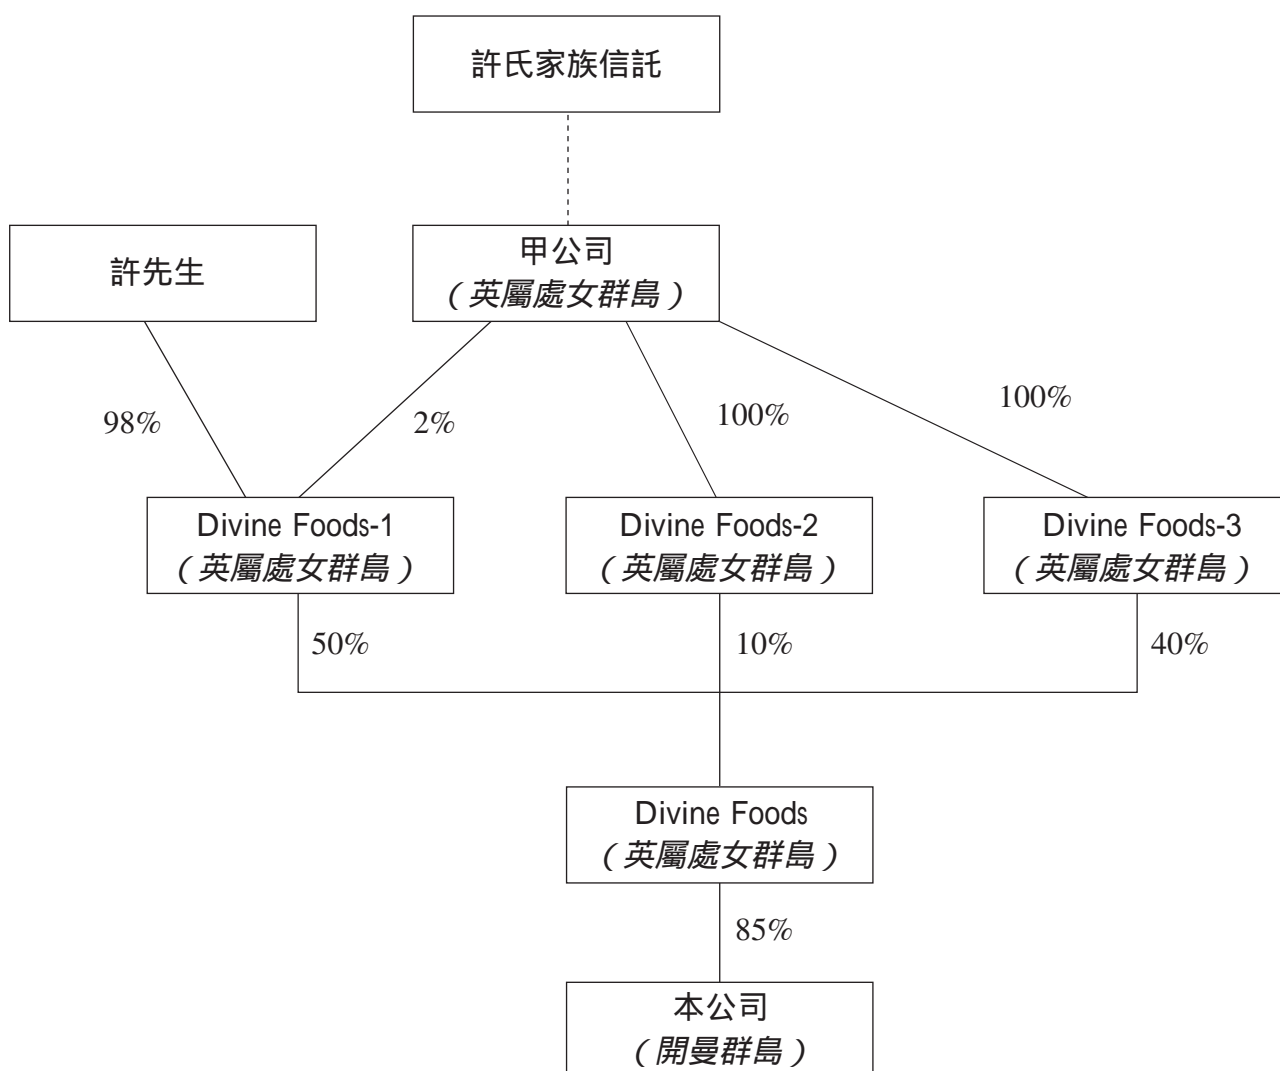 許氏家族信託
許先生
甲公司
（英屬處女群島）
98%
2%
100%
100%
Divine Foods-1
（英屬處女群島）
Divine Foods-2
（英屬處女群島）
Divine Foods-3
（英屬處女群島）
50%
10%
40%
Divine Foods
（英屬處女群島）
85%
本公司
（開曼群島）